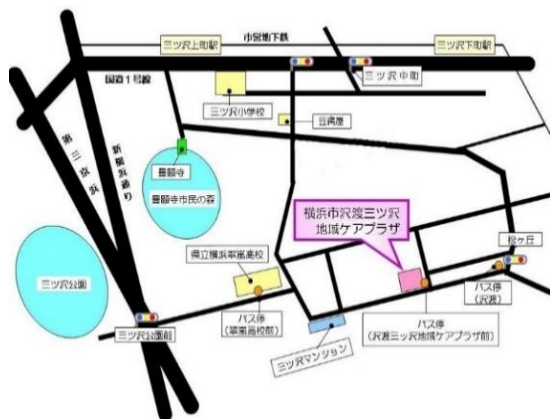 三ツ沢上町駅
市営地下鉄
三ツ沢下町駅
国道1号線
三ツ沢中町
三ツ沢小学校
豆腐屋
第三京浜
新横浜通り
豊顕寺
豊顕寺市民の森
横浜市沢渡三ツ沢
地域ケアプラザ
松ヶ丘
県立横浜翠嵐高校
三ツ沢公園
バス停
(沢渡)
バス停
(翠嵐高校前)
バス停
(沢渡三ツ沢地域ケアプラザ前)
三ツ沢公園前
三ツ沢マンション